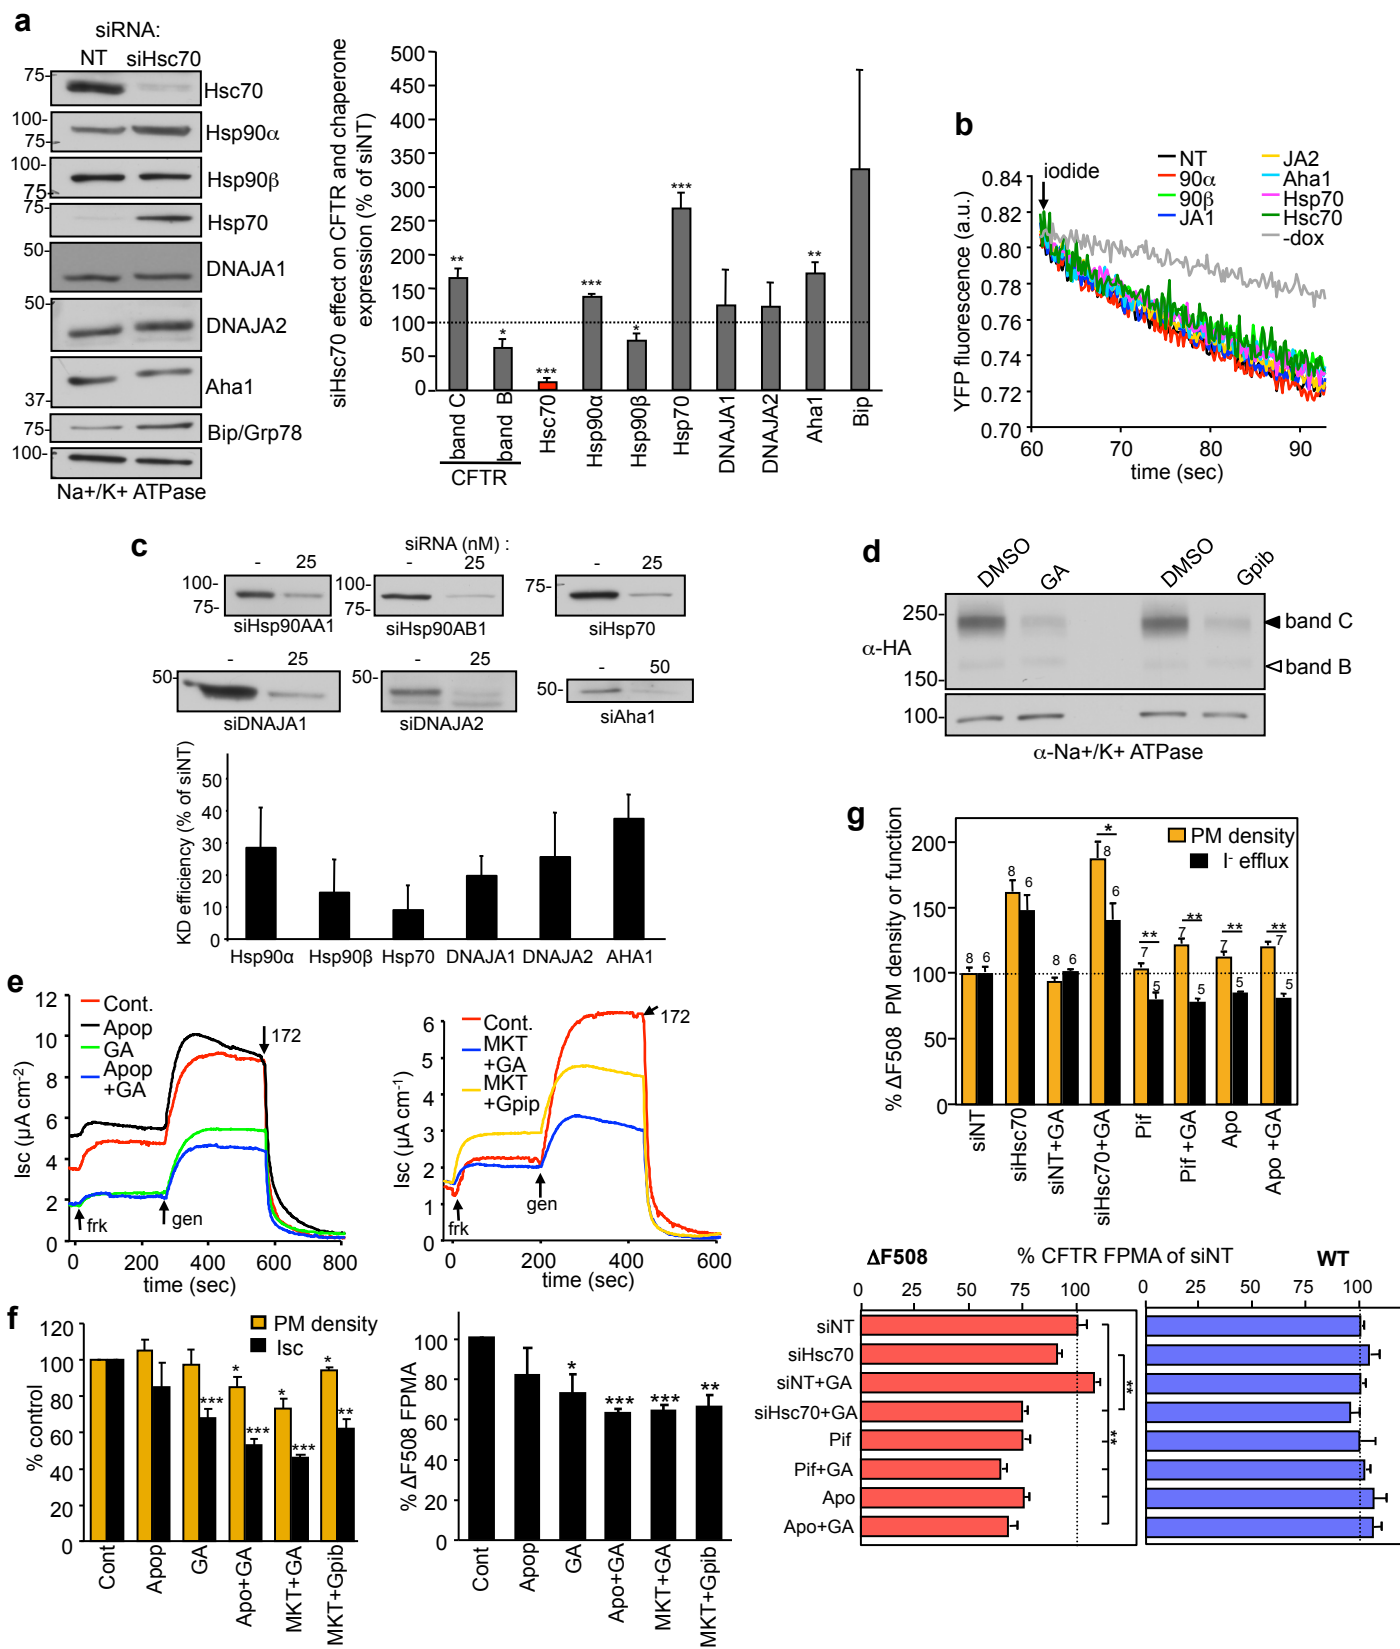 a
siRNA:
NT siHsc70
75-
Hsc70
100-
75-
Hsp90α
100-
75-
Hsp90β
75-
Hsp70
50-
DNAJA1
50-
DNAJA2
37-
Aha1
75-
Bip/Grp78
100-
Na+/K+ ATPase
siHsc70 effect on CFTR and chaperone
expression (% of siNT)
500
450
400
350
300
250
200
150
100
50
0
** * *** *** * *** **
band C
band B
Hsc70
Hsp90α
Hsp90β
Hsp70
DNAJA1
DNAJA2
Aha1
Bip
CFTR
b
iodide
NT
90α
90β
JA1
JA2
Aha1
Hsp70
Hsc70
-dox
YFP fluorescence (a.u.)
0.84
0.82
0.80
0.78
0.76
0.74
0.72
0.70
60 70 80 90
time (sec)
c
siRNA (nM) :
- 25 - 25 - 25
100-
75-
100-
75-
75-
siHsp90AA1 siHsp90AB1 siHsp70
- 25 - 25 - 50
50- 50- 50-
siDNAJA1 siDNAJA2 siAha1
KD efficiency (% of siNT)
50
40
30
20
10
0
Hsp90α Hsp90β Hsp70 DNAJA1 DNAJA2 AHA1
d
DMSO GA DMSO Gpib
250-
α-HA
150-
band C
band B
100-
α-Na+/K+ ATPase
e
Isc (µA cm-2)
12
10
8
6
4
2
0
Cont.
Apop
GA
Apop
+GA
172
frk
gen
0 200 400 600 800
time (sec)
Isc (µA cm-1)
6
5
4
3
2
1
0
Cont.
MKT
+GA
MKT
+Gpip
172
frk
gen
0 200 400 600
time (sec)
f
% control
120
100
80
60
40
20
0
PM density
Isc
*** * *** * *** * **
Cont
Apop
GA
Apo+GA
MKT+GA
MKT+Gpib
% ΔF508 FPMA
100
80
60
40
20
0
* *** *** **
Cont
Apop
GA
Apo+GA
MKT+GA
MKT+Gpib
g
% ΔF508 PM density or function
200
150
100
50
0
PM density
I- efflux
8 6 8 6 8 6 8 6 7 5 7 5 7 5 7 5
* ** ** ** **
siNT
siHsc70
siNT+GA
siHsc70+GA
Pif
Pif +GA
Apo
Apo +GA
ΔF508 % CFTR FPMA of siNT WT
0 25 50 75 100 0 25 50 75 100
siNT
siHsc70
siNT+GA
siHsc70+GA
Pif
Pif+GA
Apo
Apo+GA
**
**